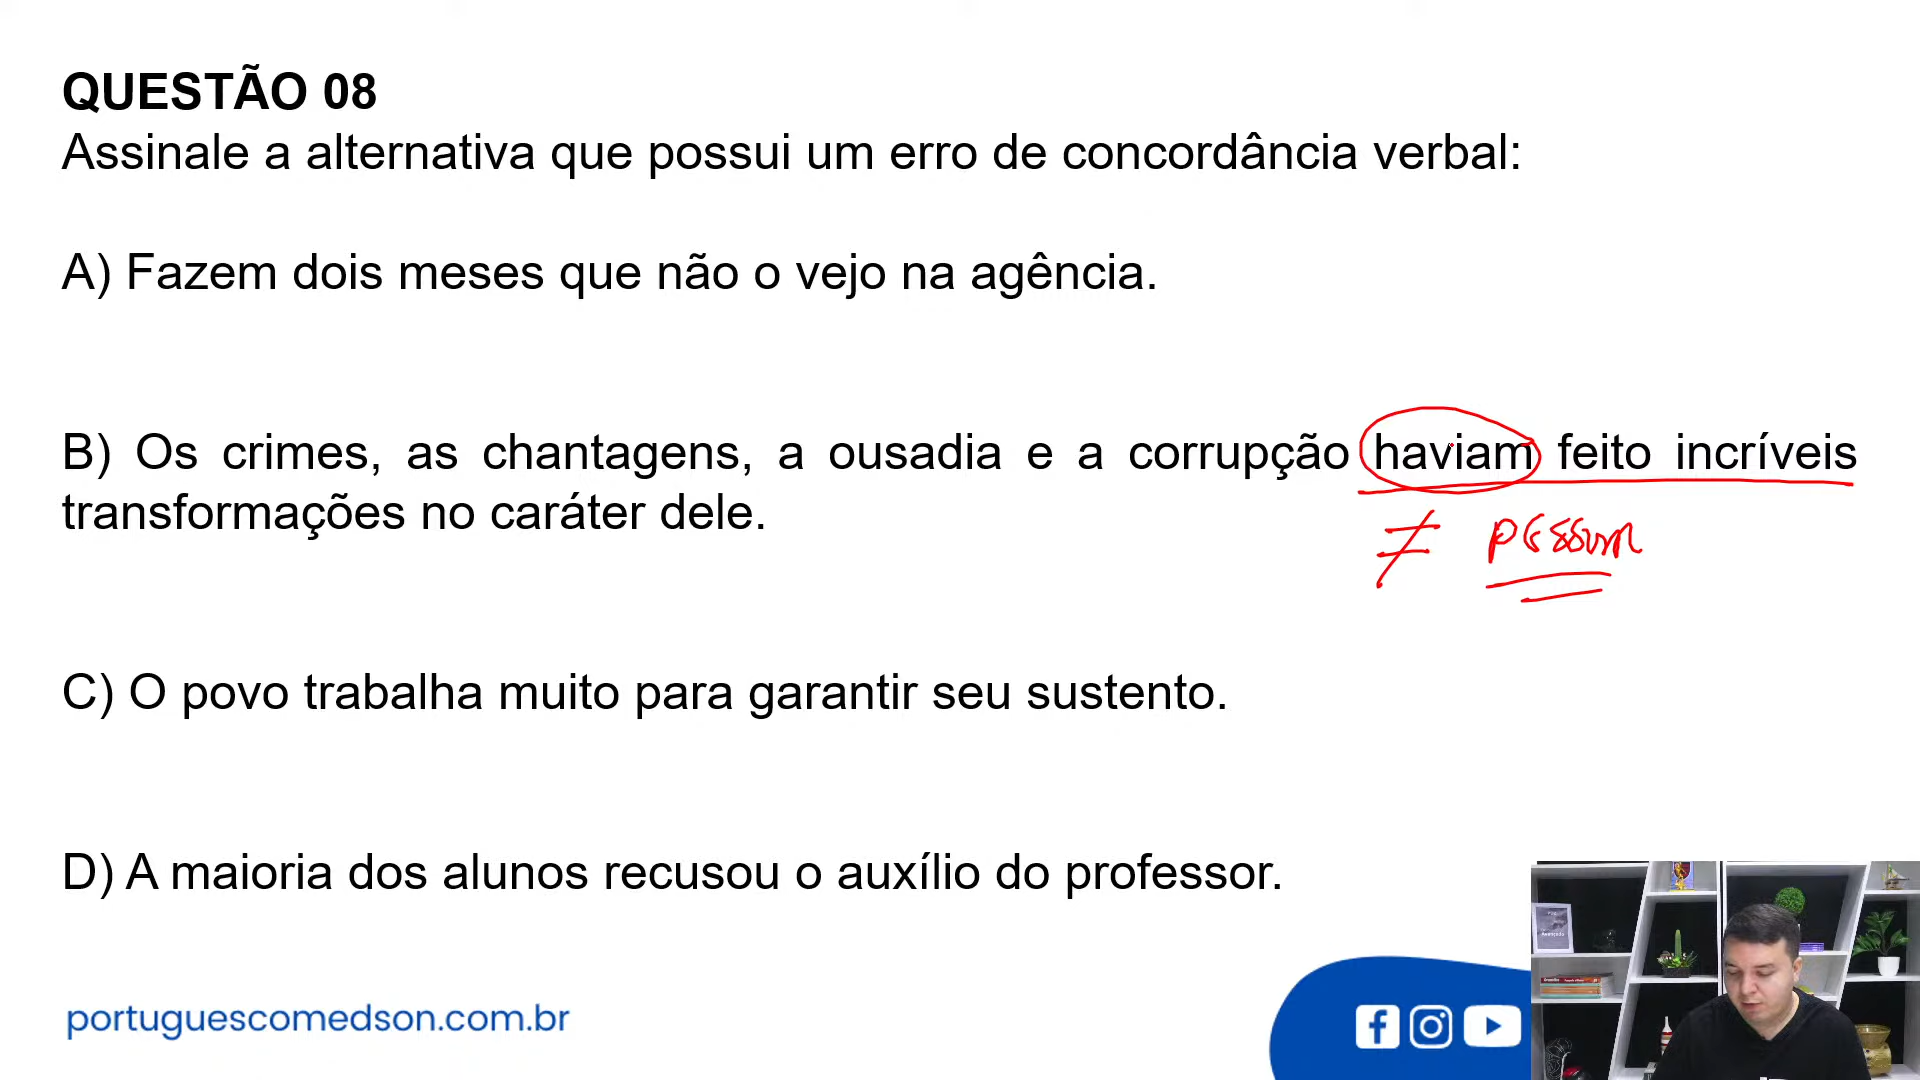 QUESTÃO 08
Assinale a alternativa que possui um erro de concordância verbal:
A) Fazem dois meses que não o vejo na agência.
B) Os crimes, as chantagens, a ousadia e a corrupção haviam feito incríveis
transformações no caráter dele.
≠
C) O povo trabalha muito para garantir seu sustento.
D) A maioria dos alunos recusou o auxílio do professor.
portuguescomedson.com.br